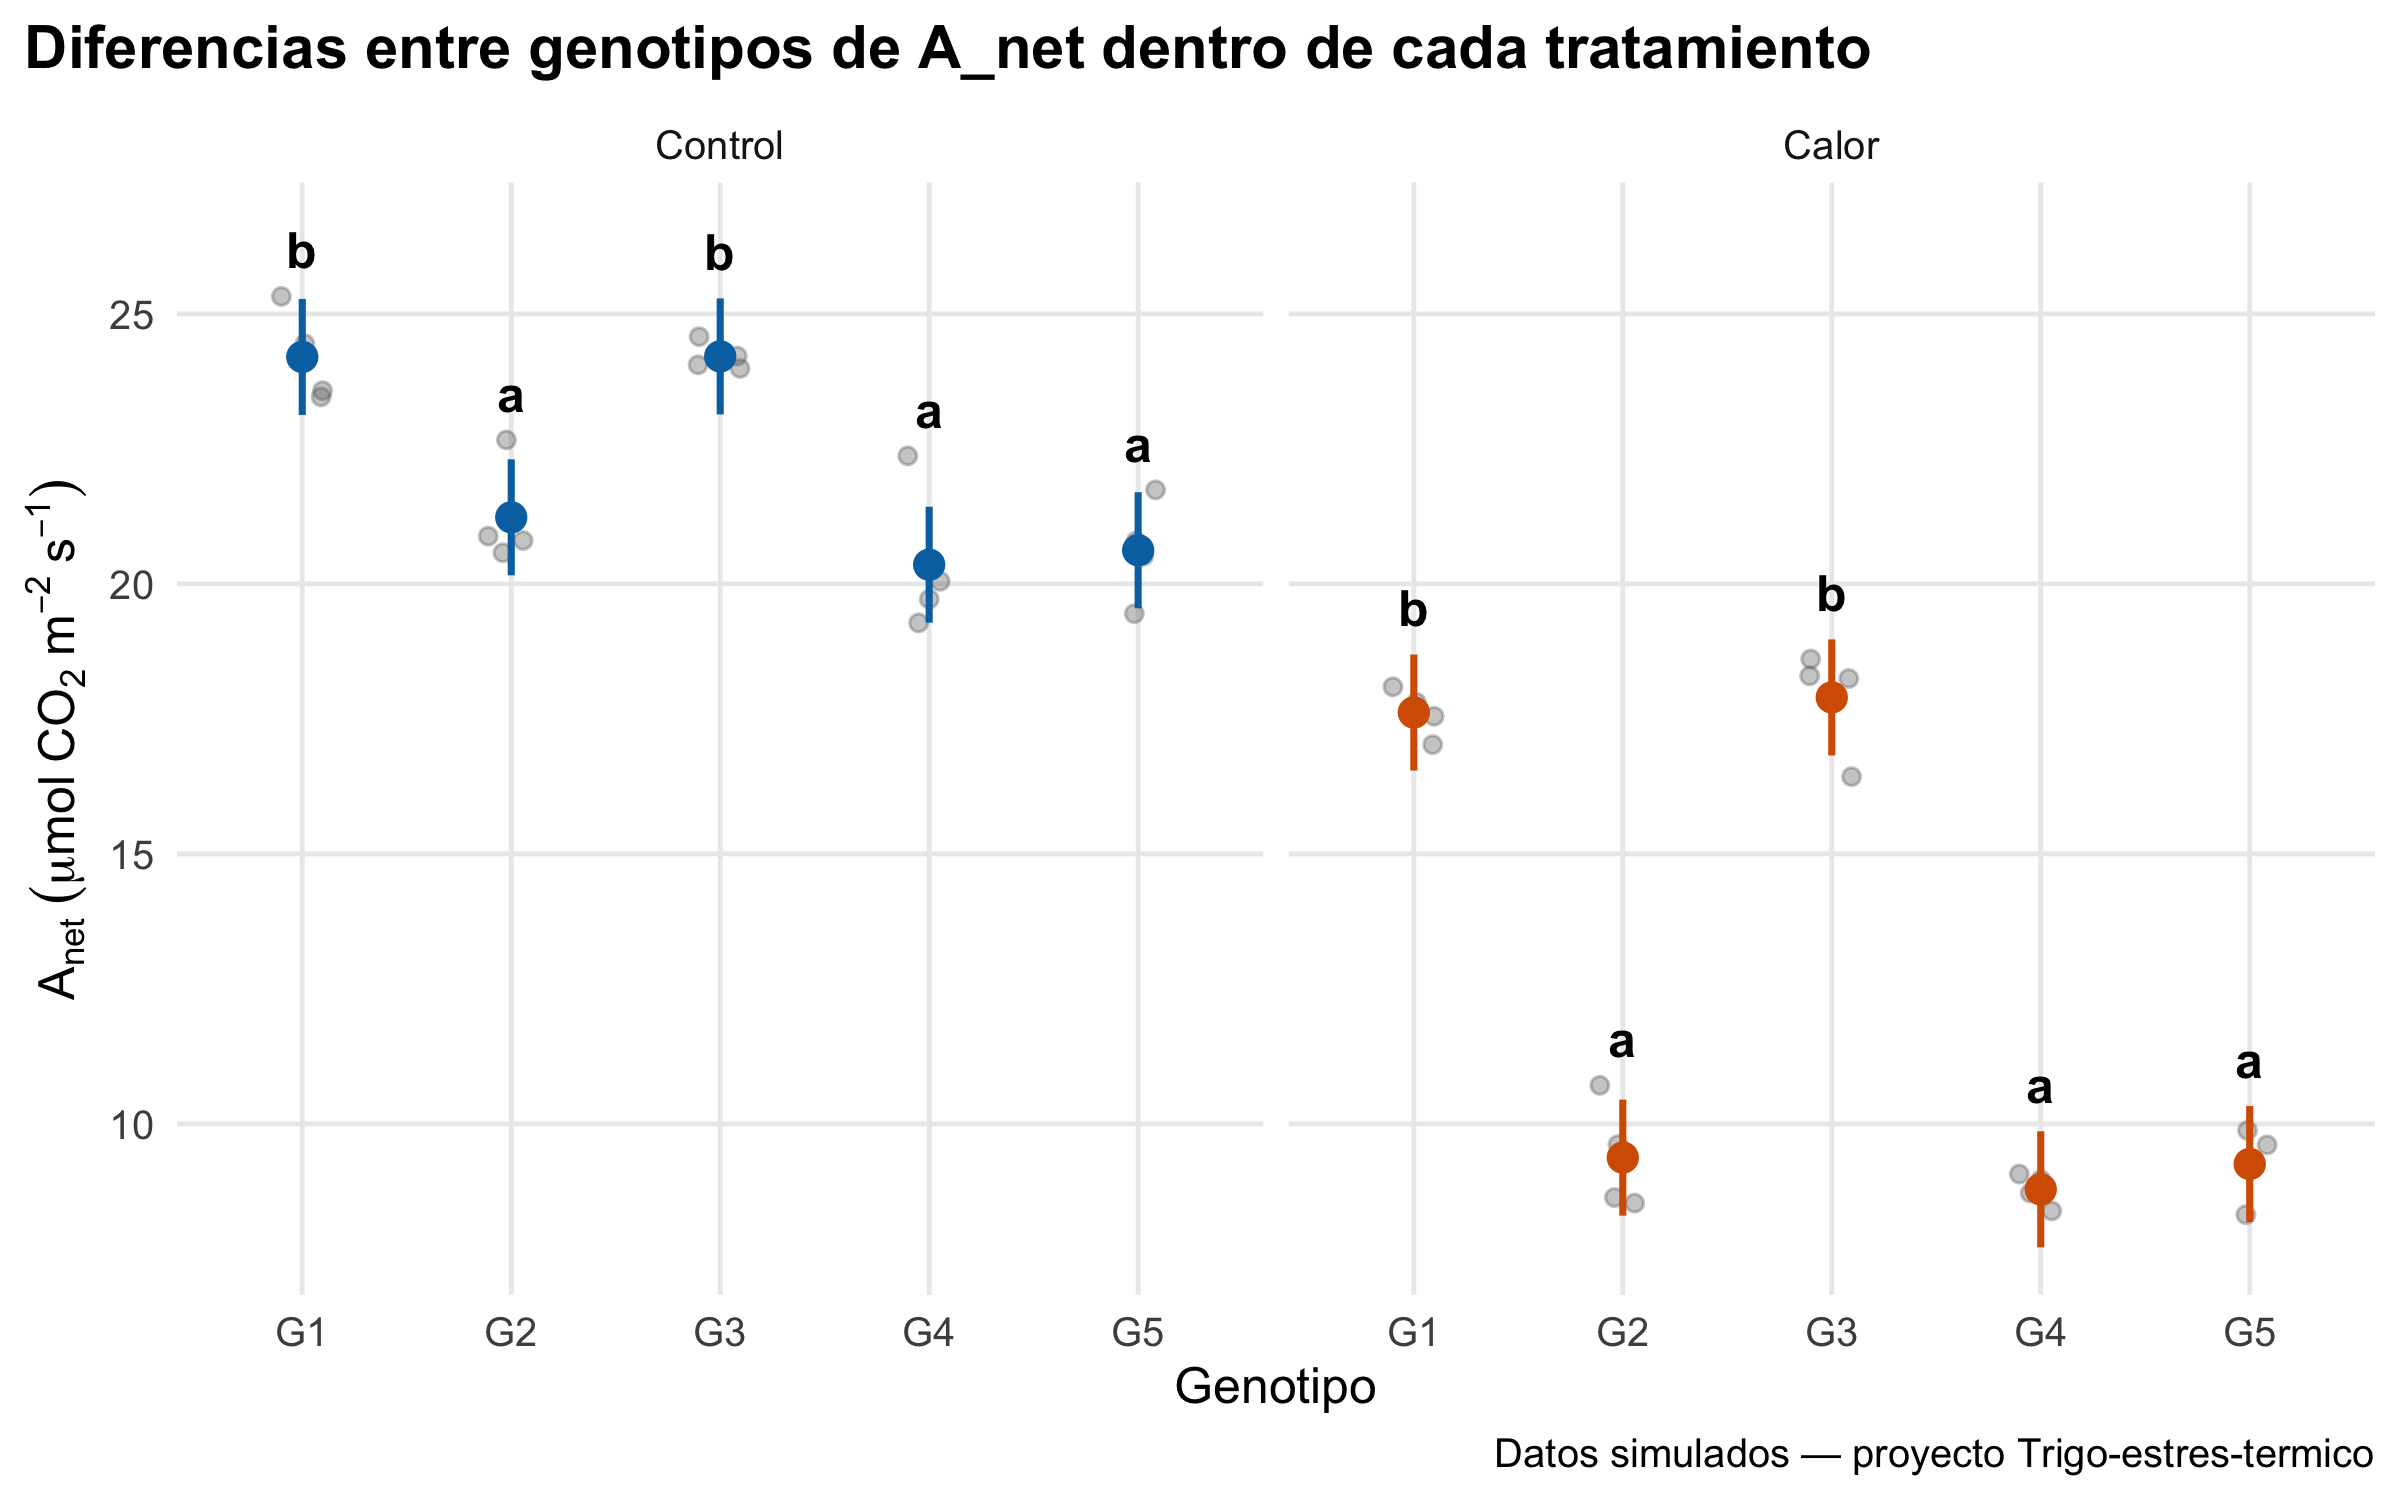 Diferencias entre genotipos de A_net dentro de cada tratamiento
Control
Calor
b
b
a
a
a
b
b
a
a
a
25
20
15
10
A_net (μmol CO₂ m⁻² s⁻¹)
G1 G2 G3 G4 G5
G1 G2 G3 G4 G5
Genotipo
Datos simulados — proyecto Trigo-estres-termico